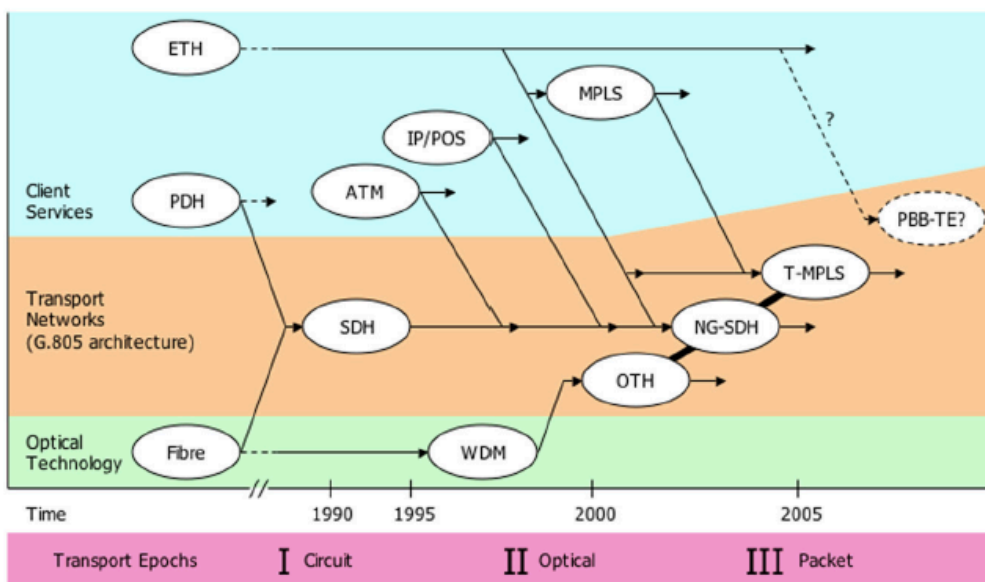 ETH
MPLS
?
IP/POS
Client
Services
PDH
ATM
PBB-TE?
T-MPLS
Transport
Networks
(G.805 architecture)
SDH
NG-SDH
OTH
Optical
Technology
Fibre
WDM
//
Time
1990
1995
2000
2005
Transport Epochs
I Circuit
II Optical
III Packet